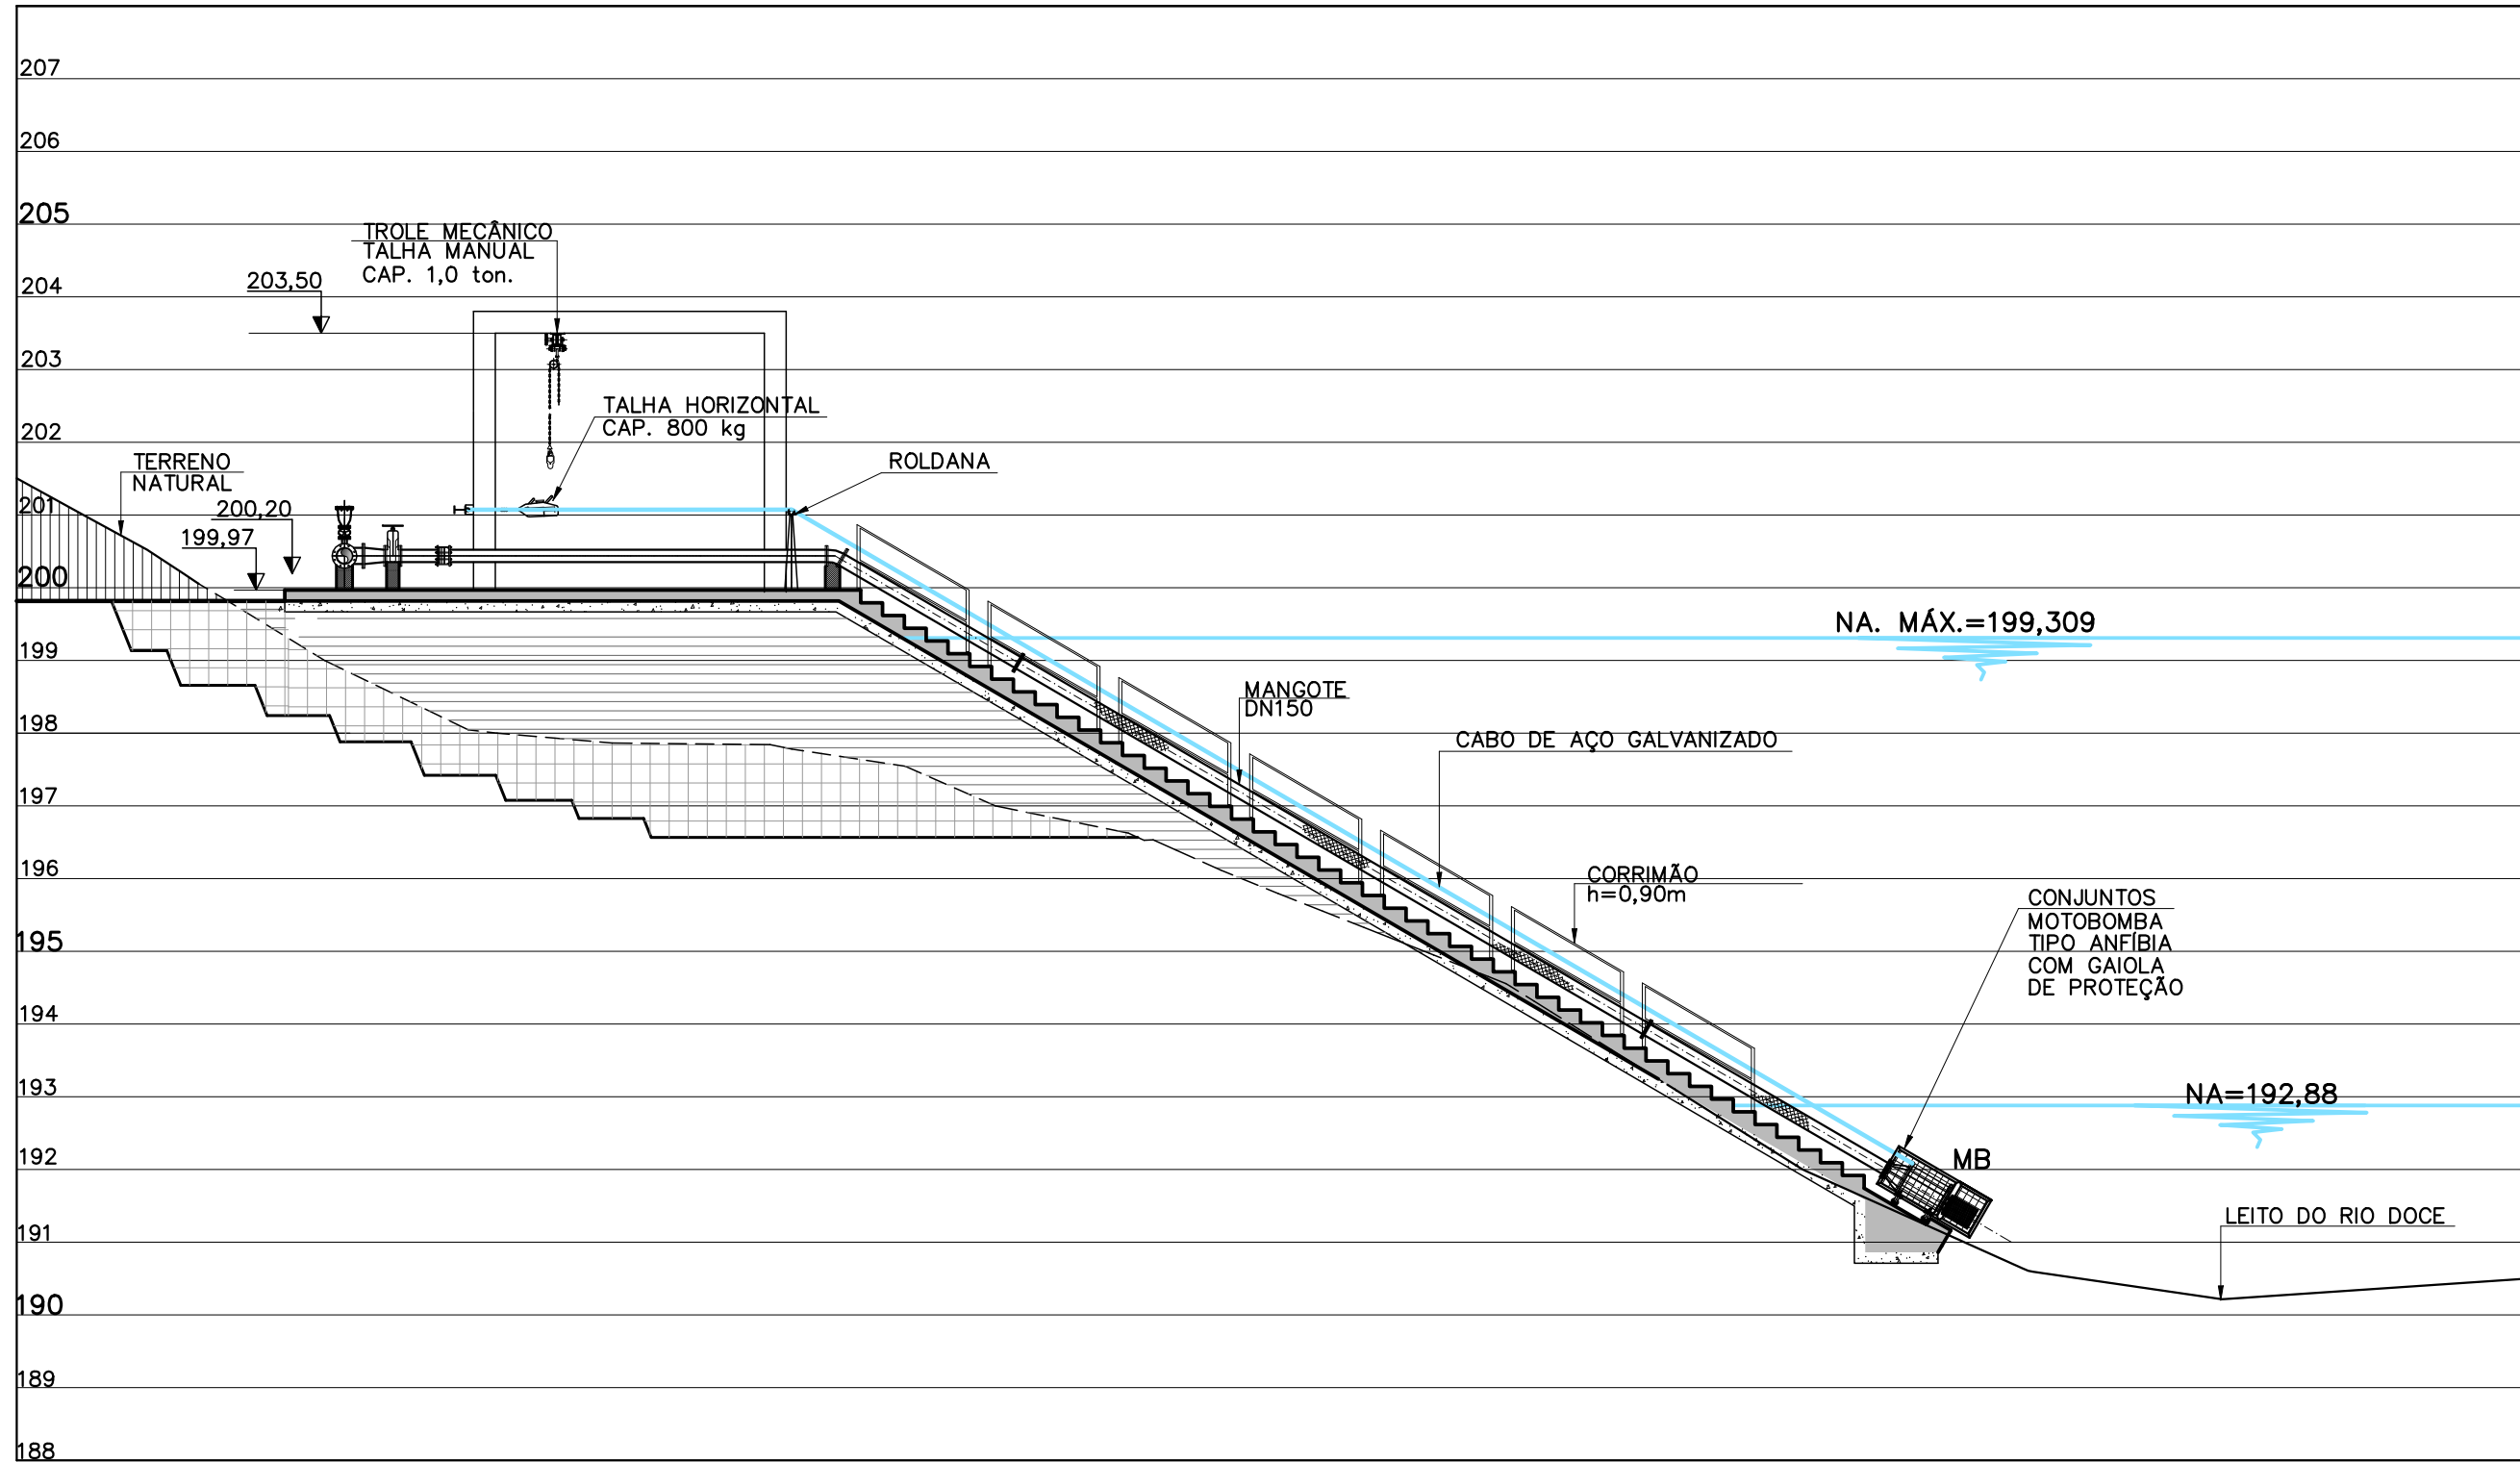 207
206
205
TROLE MECÂNICO
TALHA MANUAL
CAP. 1,0 ton.
203,50
204
203
TALHA HORIZONTAL
CAP. 800 kg
202
TERRENO
NATURAL
ROLDANA
201
200,20
199,97
200
NA. MÁX.=199,309
199
MANGOTE
DN150
198
CABO DE AÇO GALVANIZADO
197
196
CORRIMÃO
h=0,90m
CONJUNTOS
MOTOBOMBA
TIPO ANFÍBIA
COM GAIOLA
DE PROTEÇÃO
195
194
193
NA=192,88
192
MB
191
LEITO DO RIO DOCE
190
189
188